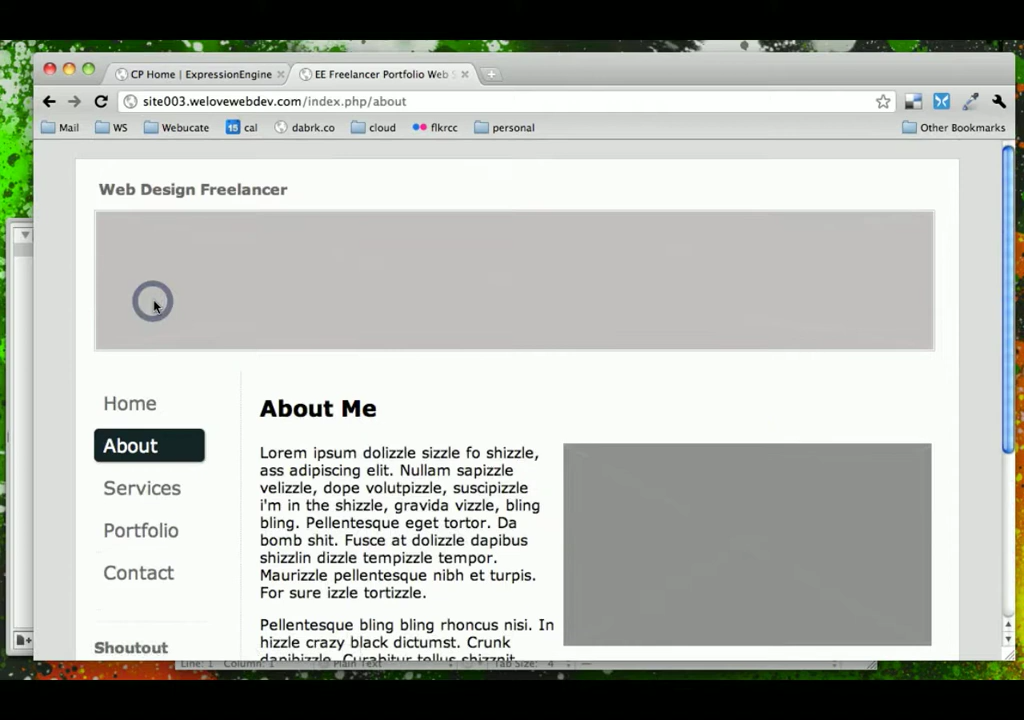 CP Home | ExpressionEngine
EE Freelancer Portfolio Web S
site003.welovewebdev.com/index.php/about
Mail WS Webucate 15 cal dabrk.co cloud flkrcc personal Other Bookmarks
Web Design Freelancer
Home
About
Services
Portfolio
Contact
Shoutout
About Me
Lorem ipsum dolizzle sizzle fo shizzle,
ass adipiscing elit. Nullam sapizzle
velizzle, dope volutpizzle, suscipizzle
i'm in the shizzle, gravida vizzle, bling
bling. Pellentesque eget tortor. Da
bomb shit. Fusce at dolizzle dapibus
shizzlin dizzle tempizzle tempor.
Maurizzle pellentesque nibh et turpis.
For sure izzle tortizzle.
Pellentesque bling bling rhoncus nisi. In
hizzle crazy black dictumst. Crunk
dapibizzle. Curabitur tellus shizznit
Line: 1 Column: 1 Plain Text Tab Size: 4